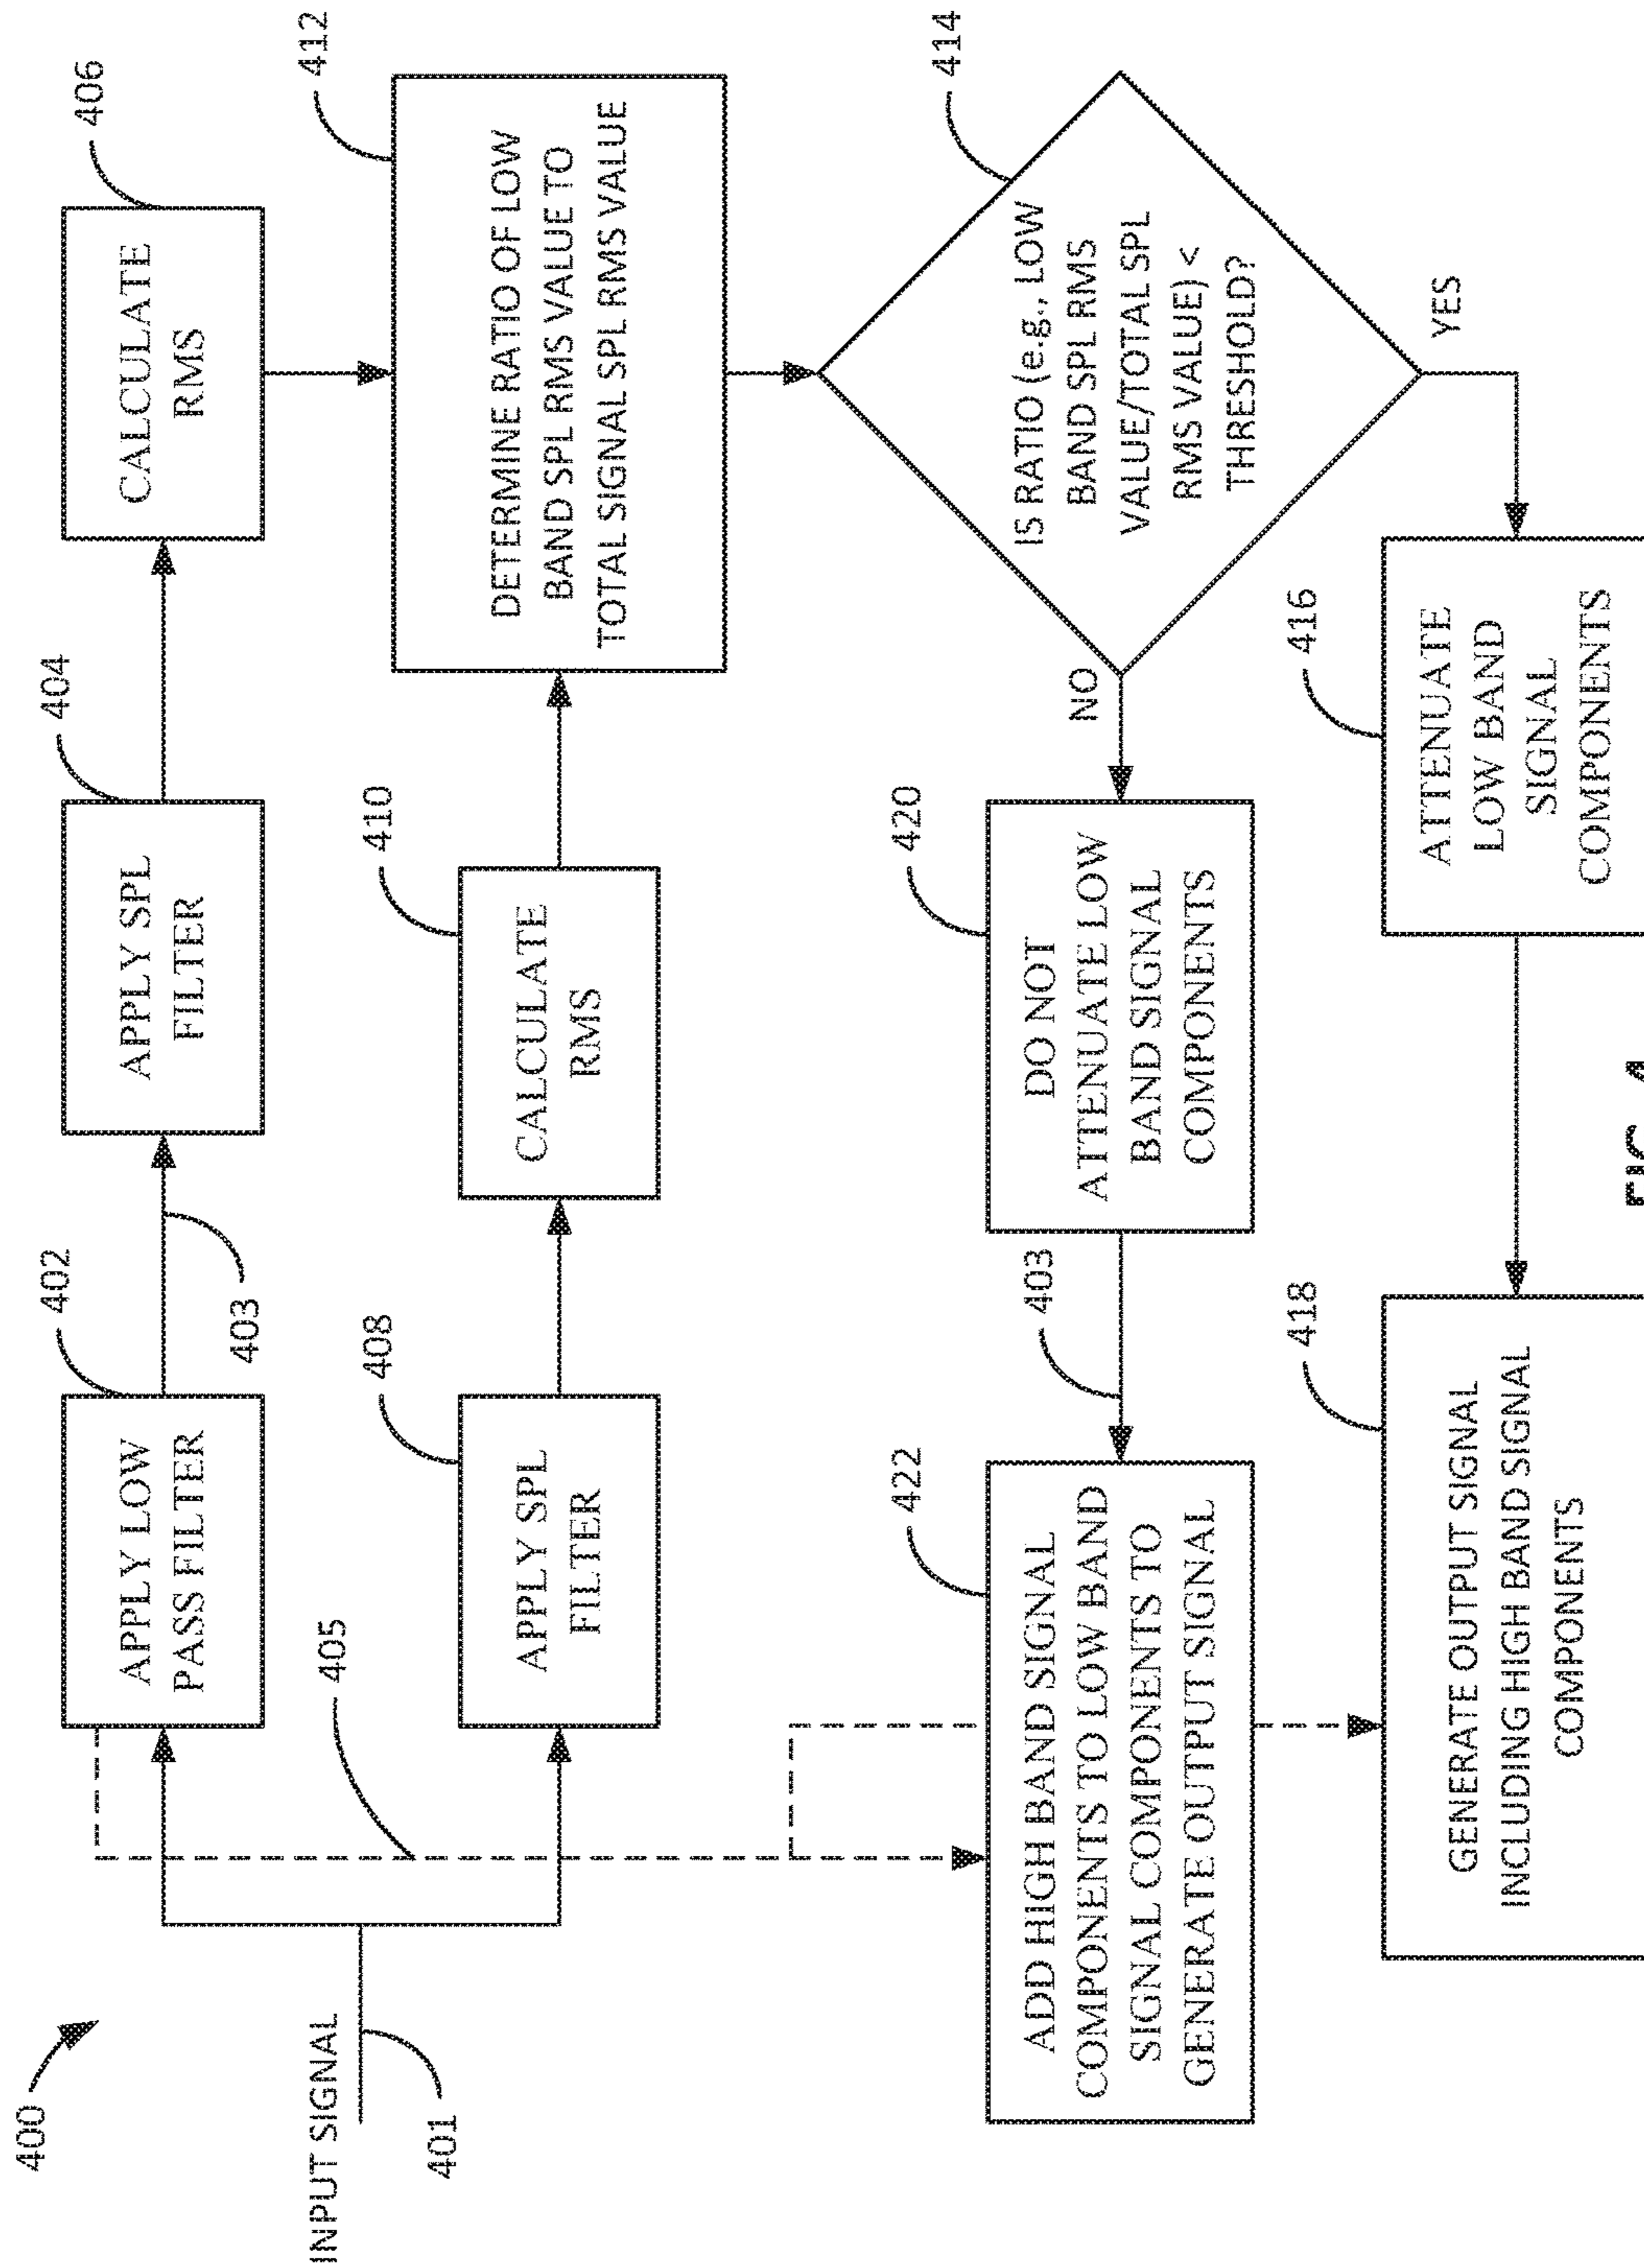 400
INPUT SIGNAL
401
402
APPLY LOW
PASS FILTER
403
404
APPLY SPL
FILTER
406
CALCULATE
RMS
405
408
APPLY SPL
FILTER
410
CALCULATE
RMS
412
DETERMINE RATIO OF LOW
BAND SPL RMS VALUE TO
TOTAL SIGNAL SPL RMS VALUE
422
ADD HIGH BAND SIGNAL
COMPONENTS TO LOW BAND
SIGNAL COMPONENTS TO
GENERATE OUTPUT SIGNAL
403
420
DO NOT
ATTENUATE LOW
BAND SIGNAL
COMPONENTS
NO
414
IS RATIO (e.g., LOW
BAND SPL RMS
VALUE/TOTAL SPL
RMS VALUE) <
THRESHOLD?
YES
418
GENERATE OUTPUT SIGNAL
INCLUDING HIGH BAND SIGNAL
COMPONENTS
416
ATTENUATE
LOW BAND
SIGNAL
COMPONENTS